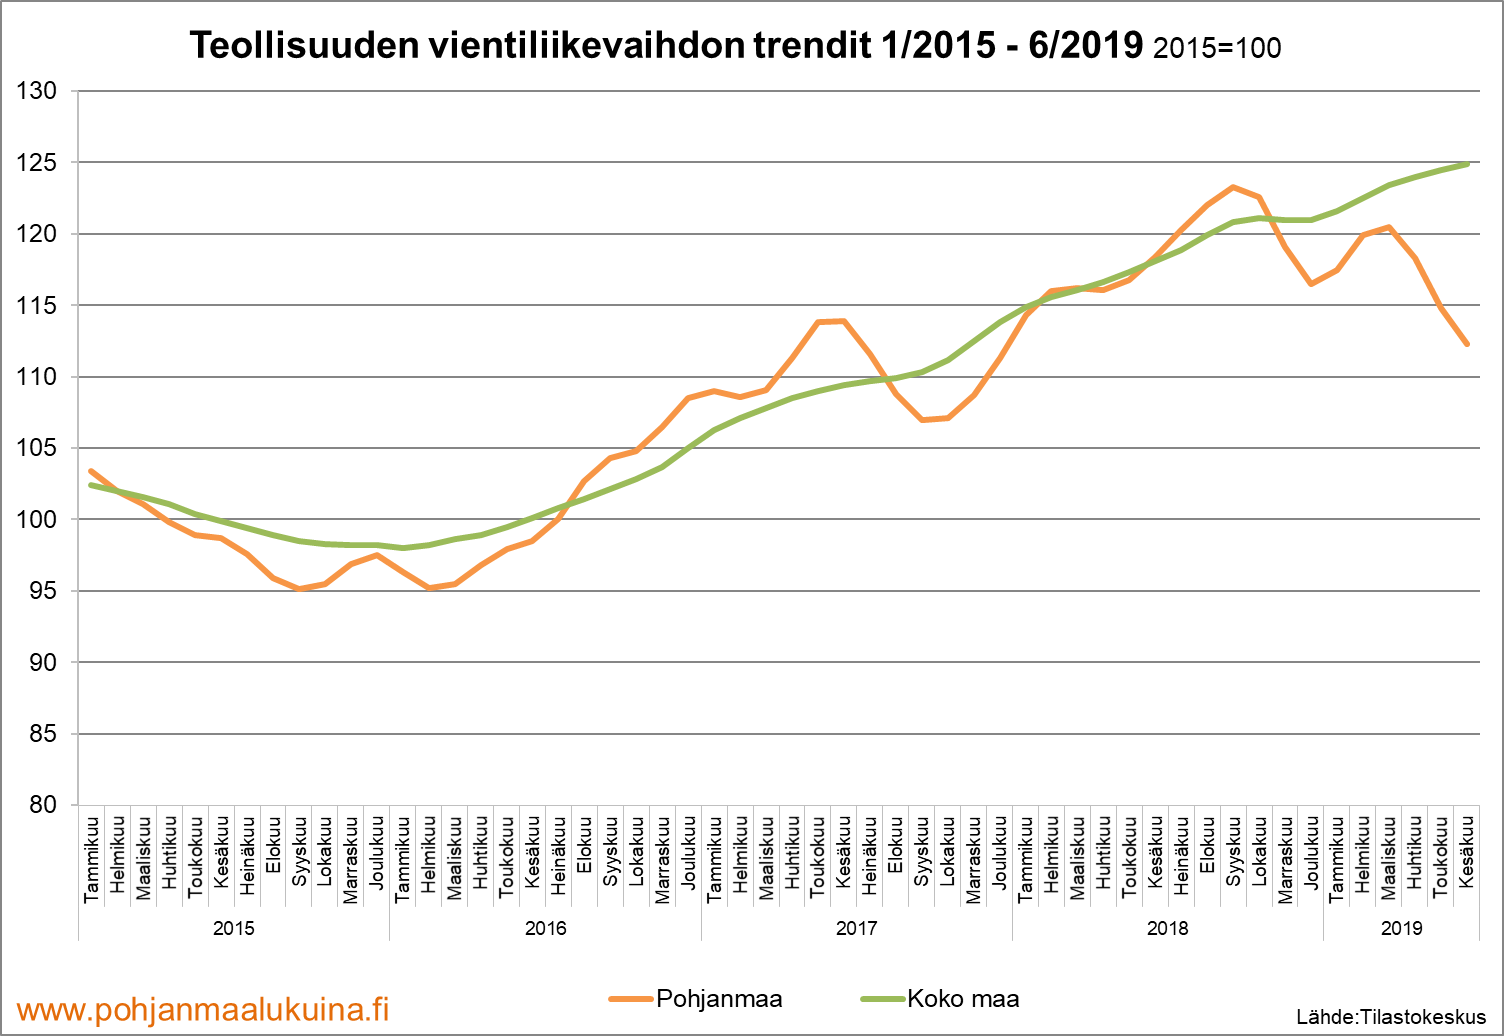 Teollisuuden vientiliikevaihdon trendit 1/2015 - 6/2019 2015=100
130
125
120
115
110
105
100
95
90
85
80
Tammikuu
Helmikuu
Maaliskuu
Huhtikuu
Toukokuu
Kesäkuu
Heinäkuu
Elokuu
Syyskuu
Lokakuu
Marraskuu
Joulukuu
Tammikuu
Helmikuu
Maaliskuu
Huhtikuu
Toukokuu
Kesäkuu
Heinäkuu
Elokuu
Syyskuu
Lokakuu
Marraskuu
Joulukuu
Tammikuu
Helmikuu
Maaliskuu
Huhtikuu
Toukokuu
Kesäkuu
Heinäkuu
Elokuu
Syyskuu
Lokakuu
Marraskuu
Joulukuu
Tammikuu
Helmikuu
Maaliskuu
Huhtikuu
Toukokuu
Kesäkuu
Heinäkuu
Elokuu
Syyskuu
Lokakuu
Marraskuu
Joulukuu
Tammikuu
Helmikuu
Maaliskuu
Huhtikuu
Toukokuu
Kesäkuu
2015
2016
2017
2018
2019
Pohjanmaa
Koko maa
www.pohjanmaalukuina.fi
Lähde:Tilastokeskus